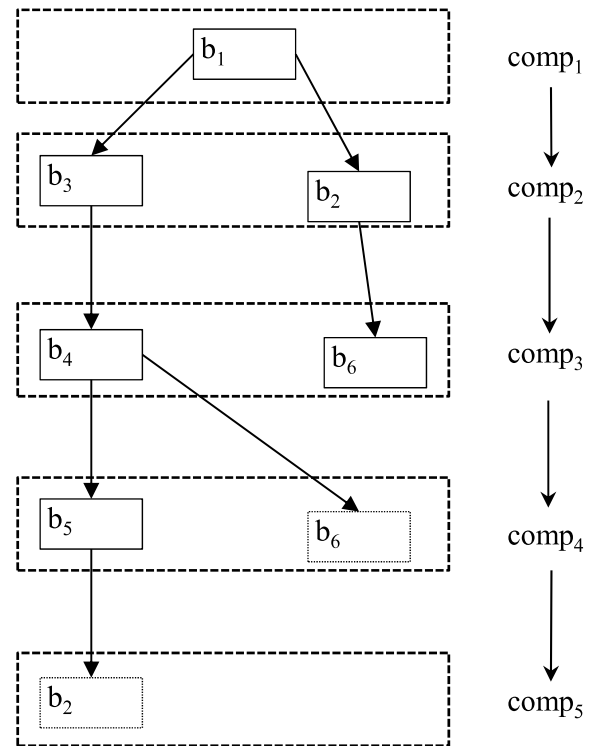 b₁
comp₁
b₃
b₂
comp₂
b₄
b₆
comp₃
b₅
b₆
comp₄
b₂
comp₅